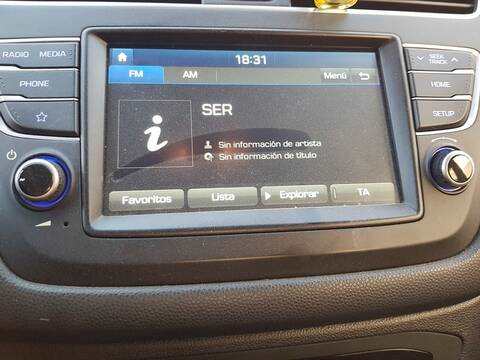 RADIO MEDIA
PHONE
18:31
FM AM Menú
SER
Sin información de artista
Sin información de título
Favoritos Lista Explorar TA
SEEK
TRACK
HOME
SETUP